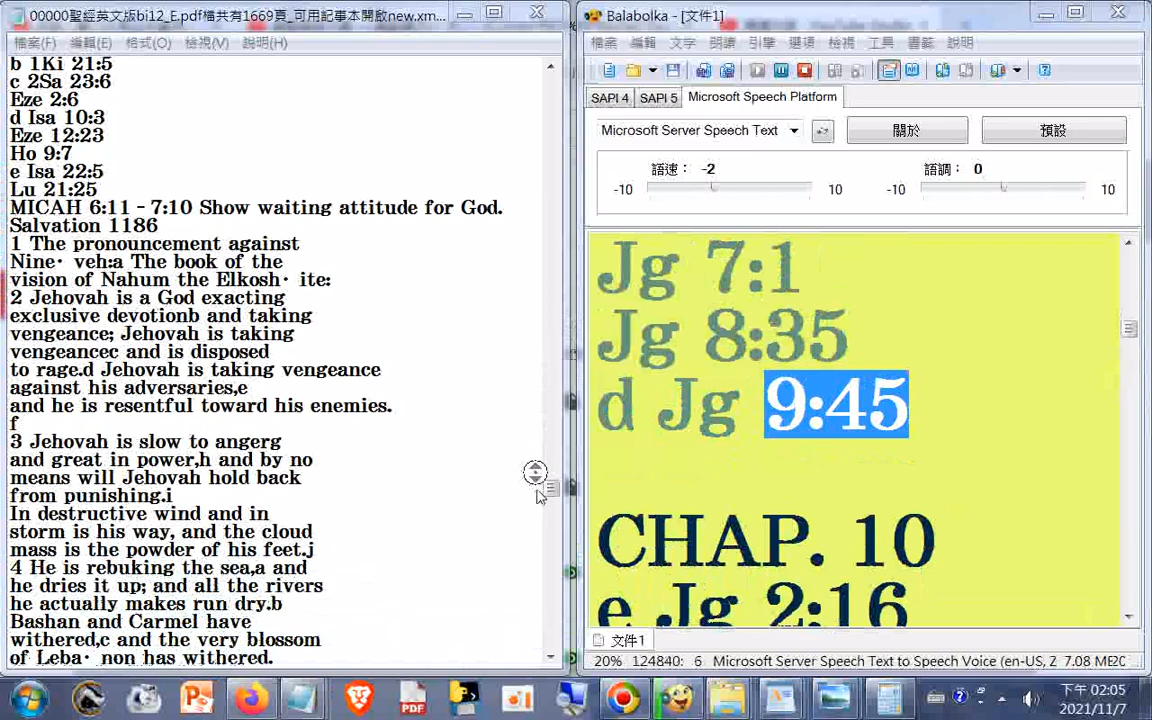 00000聖經英文版bi12_E.pdf檔共有1669頁_可用記事本開啟new.xm...
檔案(F) 編輯(E) 格式(O) 檢視(V) 說明(H)
b 1Ki 21:5
c 2Sa 23:6
Eze 2:6
d Isa 10:3
Eze 12:23
Ho 9:7
e Isa 22:5
Lu 21:25
MICAH 6:11 - 7:10 Show waiting attitude for God.
Salvation 1186
1 The pronouncement against
Nine· veh:a The book of the
vision of Nahum the Elkosh· ite:
2 Jehovah is a God exacting
exclusive devotionb and taking
vengeance; Jehovah is taking
vengeancec and is disposed
to rage.d Jehovah is taking vengeance
against his adversaries,e
and he is resentful toward his enemies.
f
3 Jehovah is slow to angerg
and great in power,h and by no
means will Jehovah hold back
from punishing.i
In destructive wind and in
storm is his way, and the cloud
mass is the powder of his feet.j
4 He is rebuking the sea,a and
he dries it up; and all the rivers
he actually makes run dry.b
Bashan and Carmel have
withered,c and the very blossom
of Leba· non has withered.
Balabolka - [文件1]
檔案 編輯 文字 朗讀 引擎 選項 檢視 工具 書籤 說明
SAPI 4 SAPI 5 Microsoft Speech Platform
Microsoft Server Speech Text 關於 預設
語速： -2 語調： 0
-10 10 -10 10
Jg 7:1
Jg 8:35
d Jg 9:45
CHAP. 10
e Jg 2:16
文件1
20% 124840: 6 Microsoft Server Speech Text to Speech Voice (en-US, 7.08 ME
PDF
下午 02:05
2021/11/7